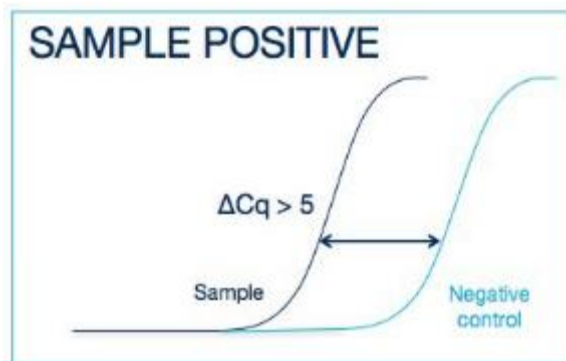 SAMPLE POSITIVE
ΔCq > 5
Sample
Negative
control